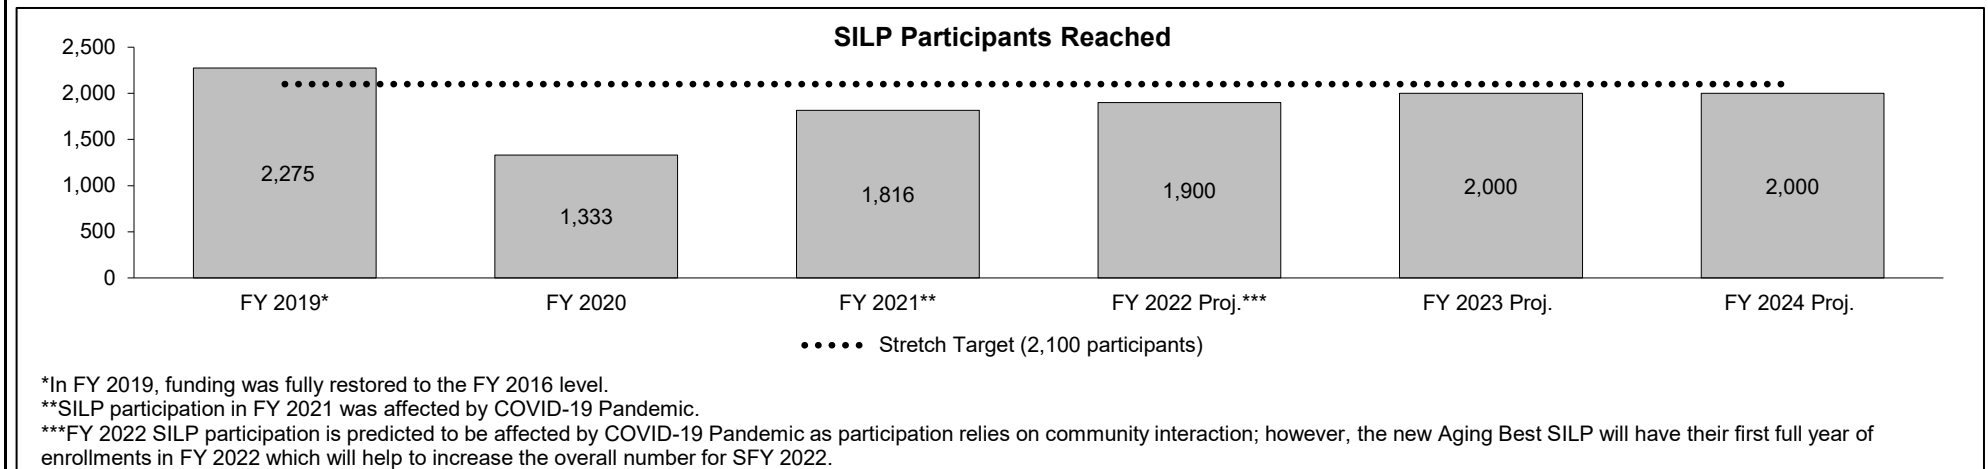 SILP Participants Reached
2,500
2,000
1,500
1,000
500
0
2,275
1,333
1,816
1,900
2,000
2,000
FY 2019*
FY 2020
FY 2021**
FY 2022 Proj.***
FY 2023 Proj.
FY 2024 Proj.
Stretch Target (2,100 participants)
*In FY 2019, funding was fully restored to the FY 2016 level.
**SILP participation in FY 2021 was affected by COVID-19 Pandemic.
***FY 2022 SILP participation is predicted to be affected by COVID-19 Pandemic as participation relies on community interaction; however, the new Aging Best SILP will have their first full year of
enrollments in FY 2022 which will help to increase the overall number for SFY 2022.